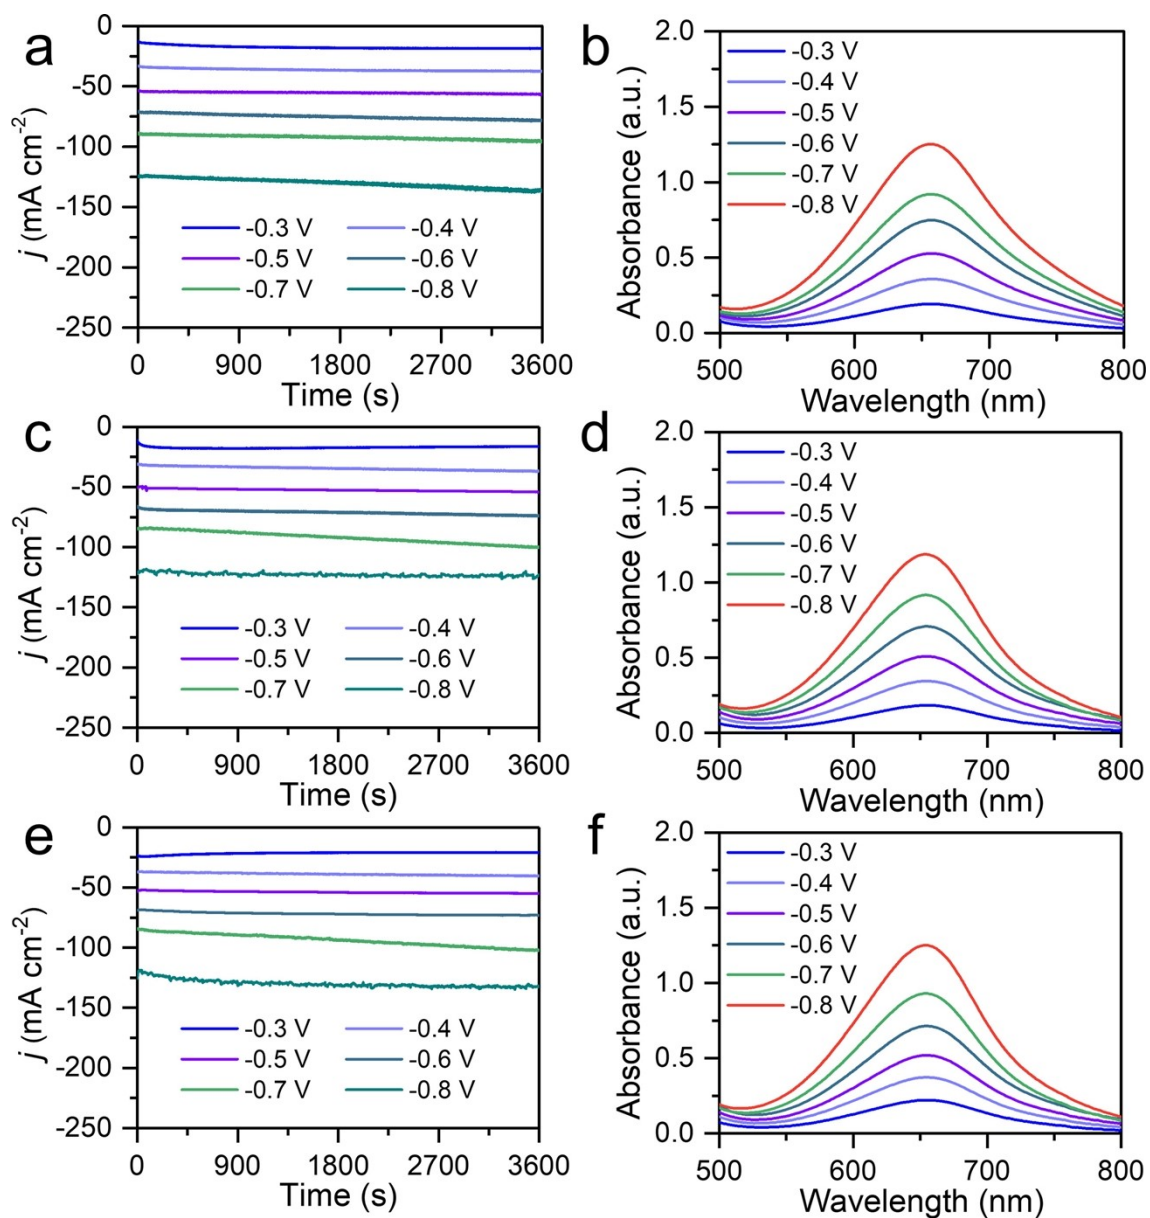 a
0
-50
-100
-150
-200
-250
j (mA cm-2)
-0.3 V -0.4 V
-0.5 V -0.6 V
-0.7 V -0.8 V
0 900 1800 2700 3600
Time (s)
b
2.0
1.5
1.0
0.5
0.0
Absorbance (a.u.)
-0.3 V
-0.4 V
-0.5 V
-0.6 V
-0.7 V
-0.8 V
500 600 700 800
Wavelength (nm)
c
0
-50
-100
-150
-200
-250
j (mA cm-2)
-0.3 V -0.4 V
-0.5 V -0.6 V
-0.7 V -0.8 V
0 900 1800 2700 3600
Time (s)
d
2.0
1.5
1.0
0.5
0.0
Absorbance (a.u.)
-0.3 V
-0.4 V
-0.5 V
-0.6 V
-0.7 V
-0.8 V
500 600 700 800
Wavelength (nm)
e
0
-50
-100
-150
-200
-250
j (mA cm-2)
-0.3 V -0.4 V
-0.5 V -0.6 V
-0.7 V -0.8 V
0 900 1800 2700 3600
Time (s)
f
2.0
1.5
1.0
0.5
0.0
Absorbance (a.u.)
-0.3 V
-0.4 V
-0.5 V
-0.6 V
-0.7 V
-0.8 V
500 600 700 800
Wavelength (nm)